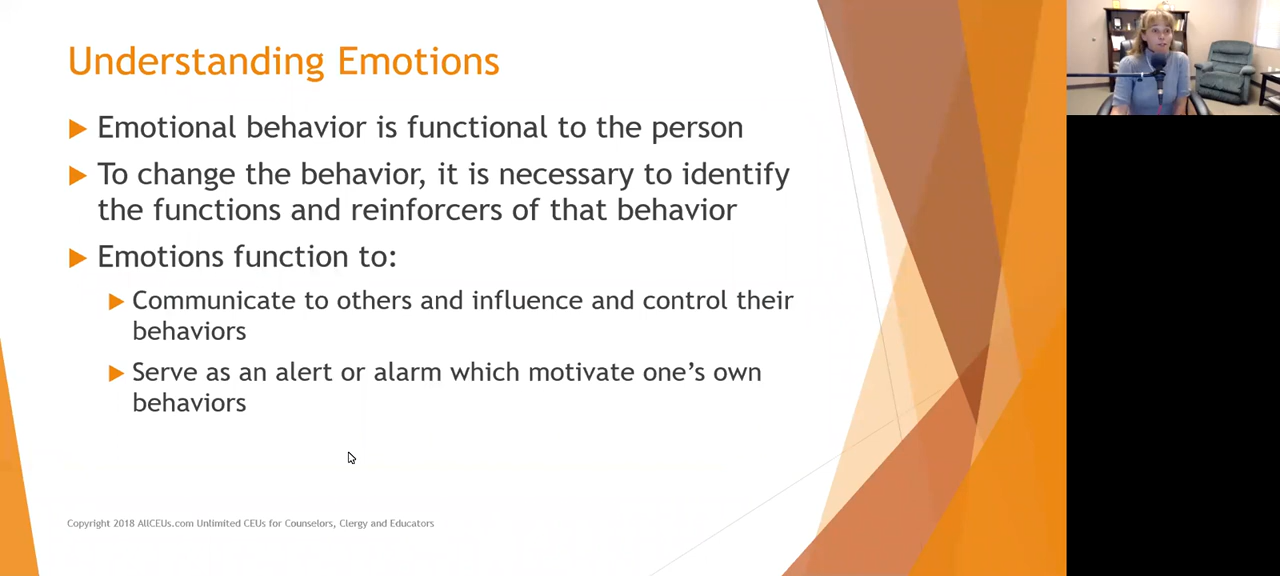 Understanding Emotions
Emotional behavior is functional to the person
To change the behavior, it is necessary to identify
the functions and reinforcers of that behavior
Emotions function to:
Communicate to others and influence and control their
behaviors
Serve as an alert or alarm which motivate one’s own
behaviors
Copyright 2018 AllCEUs.com Unlimited CEUs for Counselors, Clergy and Educators